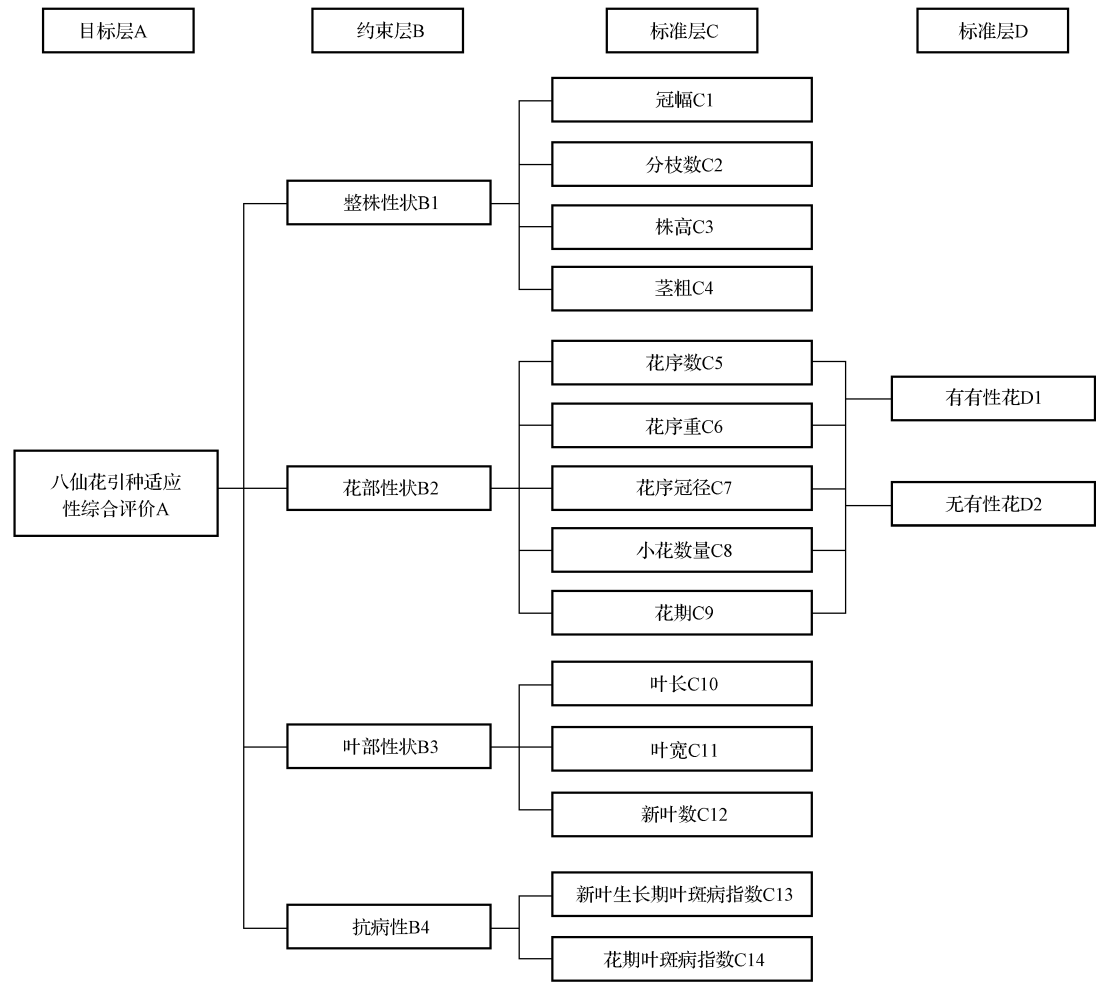 目标层A
约束层B
标准层C
标准层D
冠幅C1
分枝数C2
整株性状B1
株高C3
茎粗C4
花序数C5
有有性花D1
花序重C6
八仙花引种适应
性综合评价A
花部性状B2
花序冠径C7
无有性花D2
小花数量C8
花期C9
叶长C10
叶部性状B3
叶宽C11
新叶数C12
新叶生长期叶斑病指数C13
抗病性B4
花期叶斑病指数C14